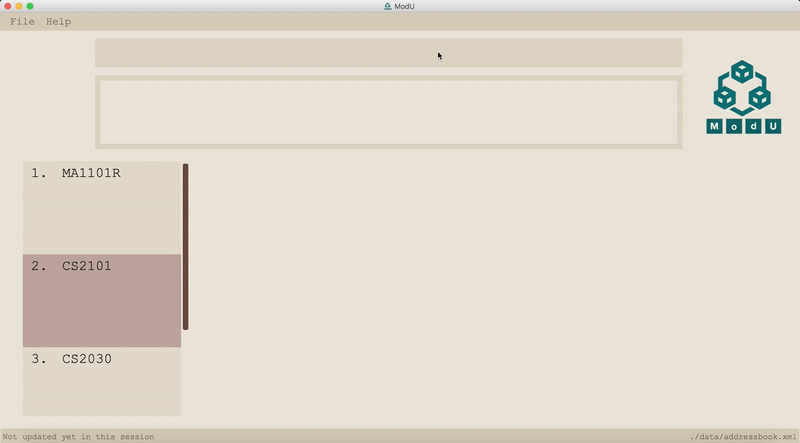 ModU
File Help
M o d U
1. MA1101R
2. CS2101
3. CS2030
Not updated yet in this session
./data/addressbook.xml